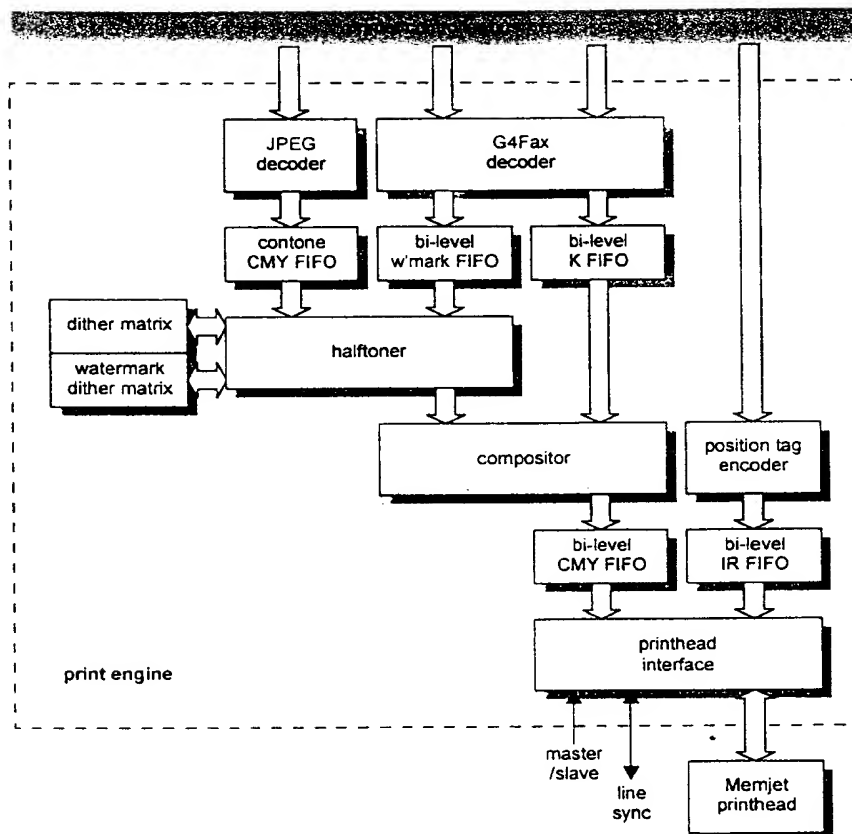 JPEG
decoder
G4Fax
decoder
contone
CMY FIFO
bi-level
w'mark FIFO
bi-level
K FIFO
dither matrix
watermark
dither matrix
halftoner
compositor
position tag
encoder
bi-level
CMY FIFO
bi-level
IR FIFO
printhead
interface
print engine
master
/slave
line
sync
Memjet
printhead